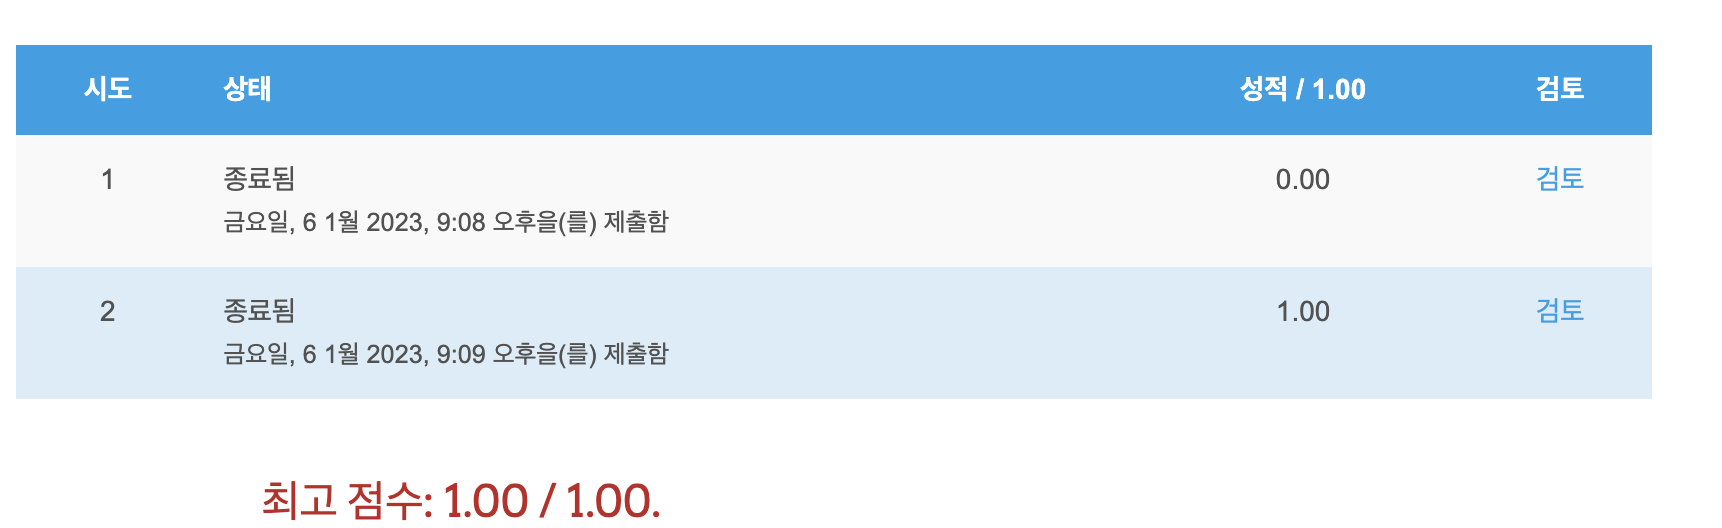 시도 상태 성적 / 1.00 검토
1 종료됨 0.00 검토
금요일, 6 1월 2023, 9:08 오후을(를) 제출함
2 종료됨 1.00 검토
금요일, 6 1월 2023, 9:09 오후을(를) 제출함
최고 점수: 1.00 / 1.00.